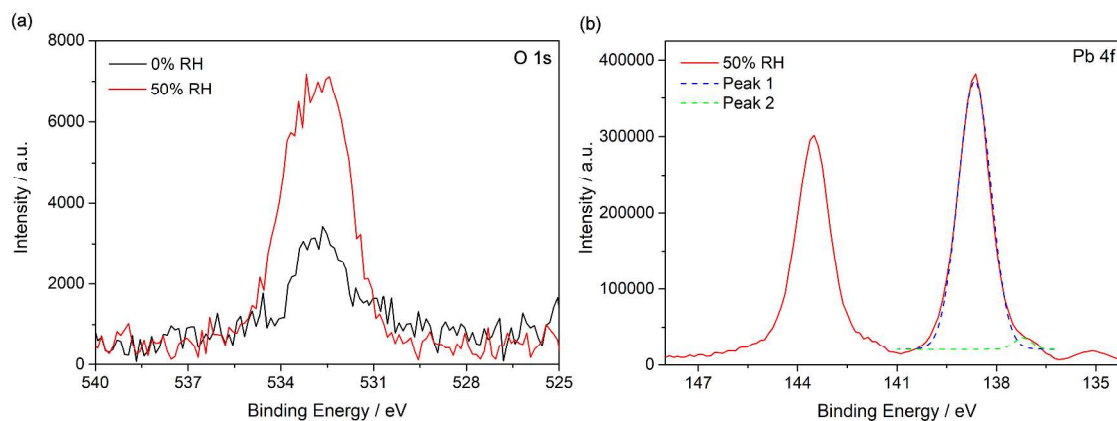 (a)
O 1s
0% RH
50% RH
8000
6000
4000
2000
0
Intensity / a.u.
540
537
534
531
528
525
Binding Energy / eV
(b)
Pb 4f
50% RH
Peak 1
Peak 2
400000
300000
200000
100000
0
Intensity / a.u.
147
144
141
138
135
Binding Energy / eV